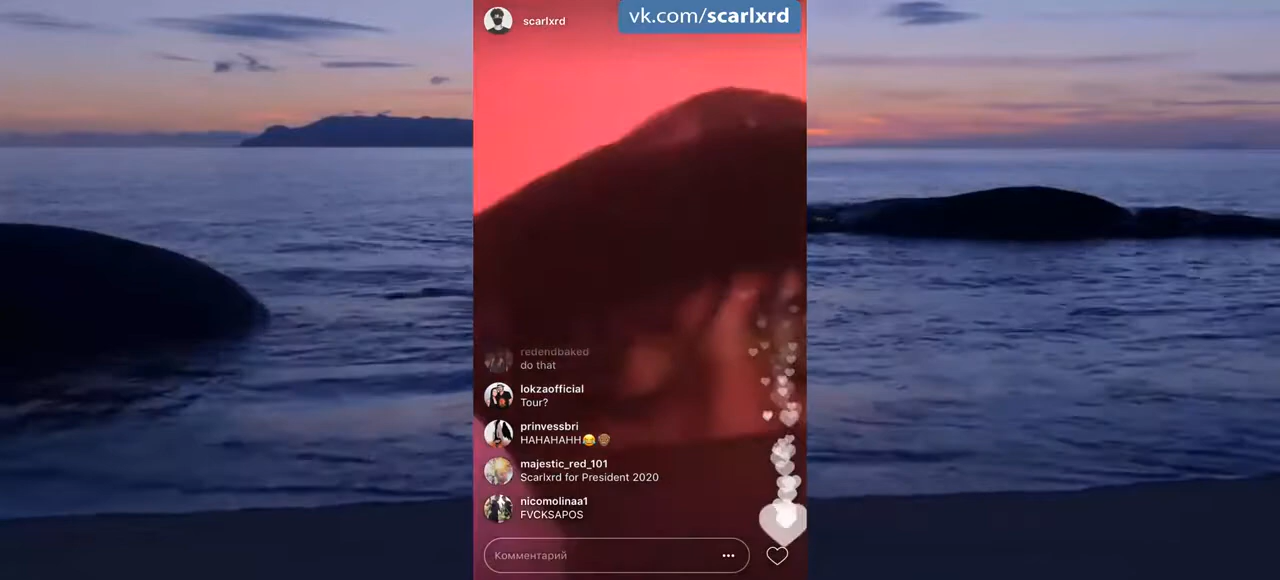 scarlxrd
vk.com/scarlxrd
redendbaked
do that
lokzaofficial
Tour?
prinvessbri
HAHAHAHH😂
majestic_red_101
Scarlxrd for President 2020
nicomolinaa1
FVCKSAPOS
Комментарий